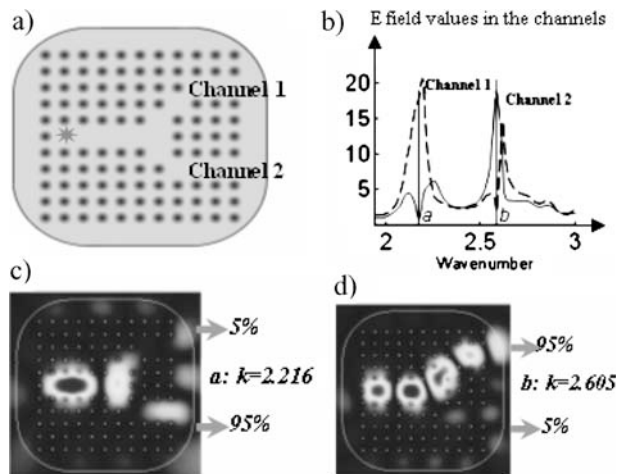 a)
Channel 1
Channel 2
b)
E field values in the channels
20
15
10
5
Channel 1
Channel 2
a
b
2
2.5
3
Wavenumber
c)
5%
a: k=2.216
95%
d)
95%
b: k=2.605
5%